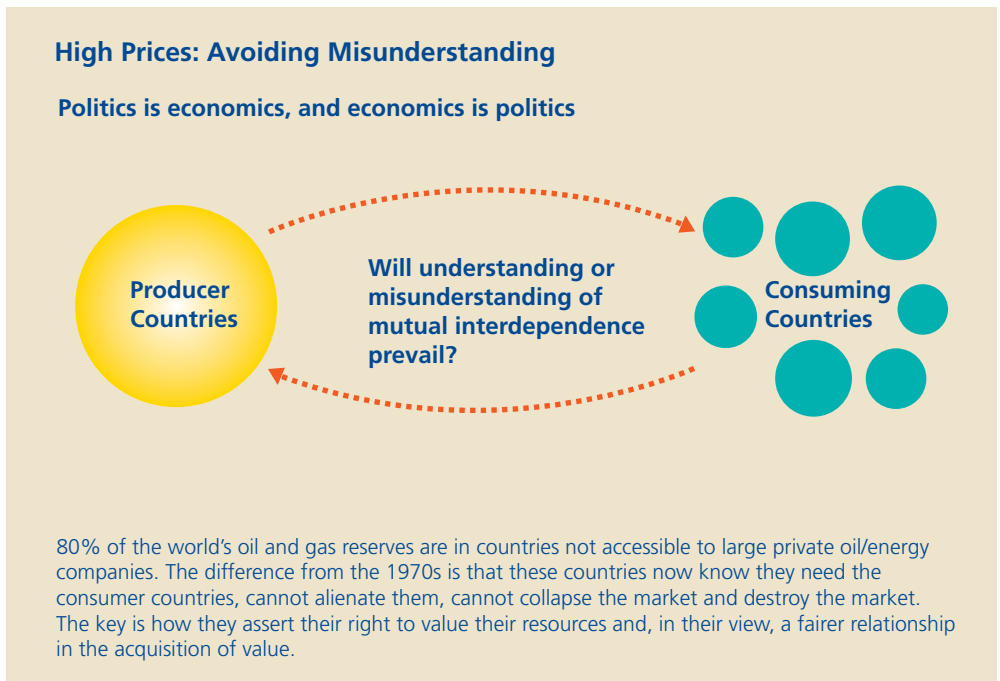 High Prices: Avoiding Misunderstanding
Politics is economics, and economics is politics
Producer
Countries
Will understanding or
misunderstanding of
mutual interdependence
prevail?
Consuming
Countries
80% of the world’s oil and gas reserves are in countries not accessible to large private oil/energy
companies. The difference from the 1970s is that these countries now know they need the
consumer countries, cannot alienate them, cannot collapse the market and destroy the market.
The key is how they assert their right to value their resources and, in their view, a fairer relationship
in the acquisition of value.